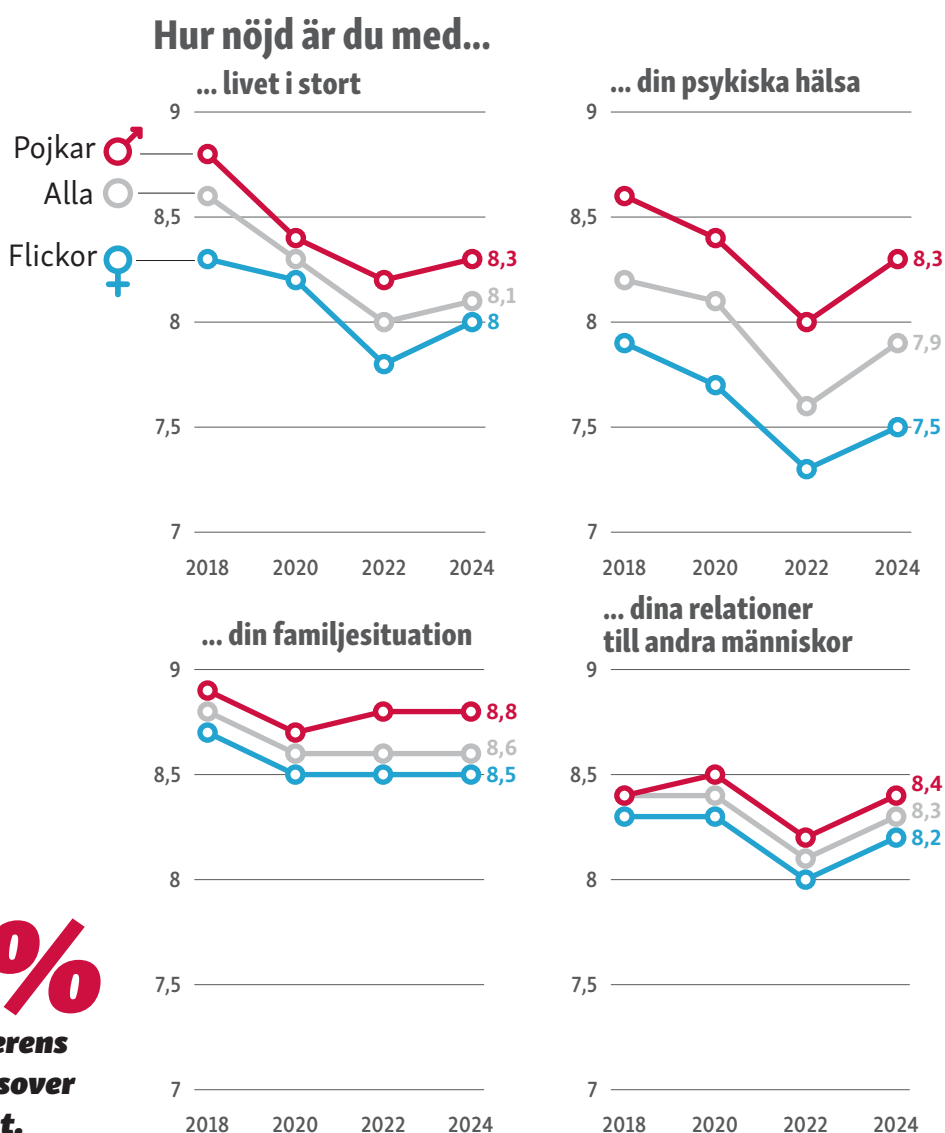 Hur nöjd är du med...
... livet i stort
9
8,5
8
7,5
7
Pojkar
Alla
Flickor
8,3
8,1
8
2018 2020 2022 2024
... din psykiska hälsa
9
8,5
8
7,5
7
8,3
7,9
7,5
2018 2020 2022 2024
... din familjesituation
9
8,5
8
7,5
7
8,8
8,6
8,5
2018 2020 2022 2024
... dina relationer
till andra människor
9
8,5
8
7,5
7
8,4
8,3
8,2
2018 2020 2022 2024
%